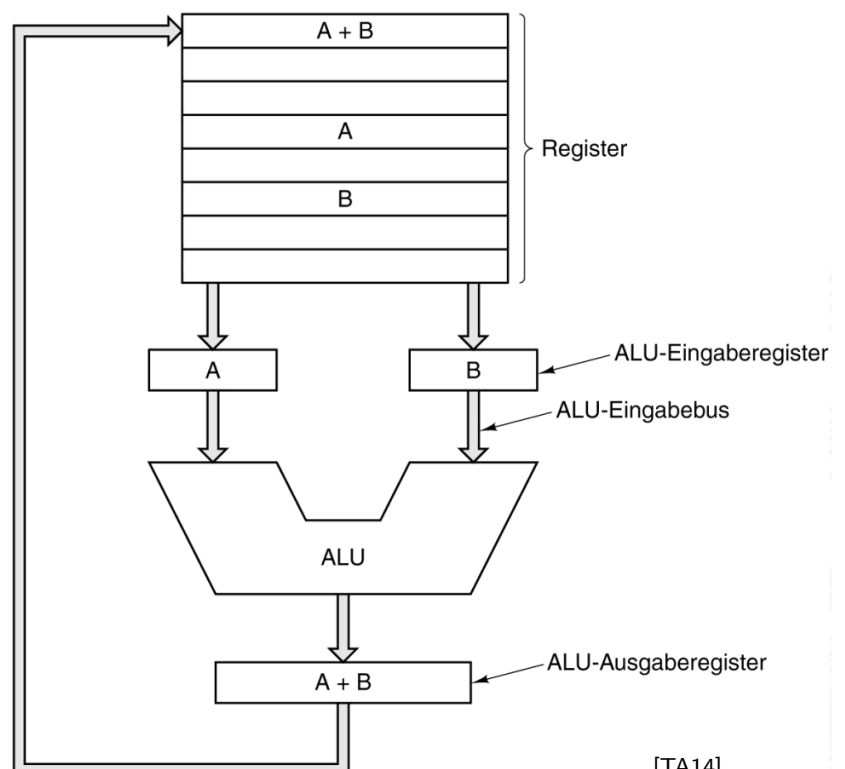 A + B
A
Register
B
A
B
ALU-Eingaberegister
ALU-Eingabebus
ALU
ALU-Ausgaberegister
A + B
[TA14]